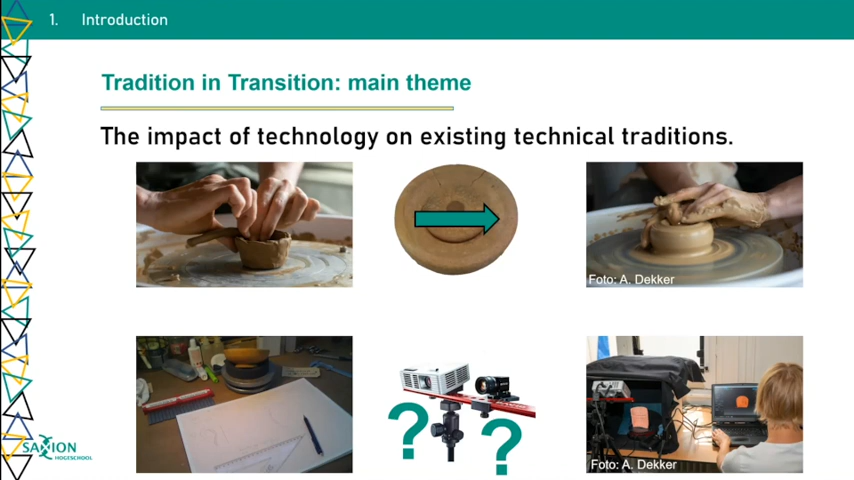 1. Introduction
Tradition in Transition: main theme
The impact of technology on existing technical traditions.
Foto: A. Dekker
? ?
Foto: A. Dekker
SAXION
HOGESCHOOL